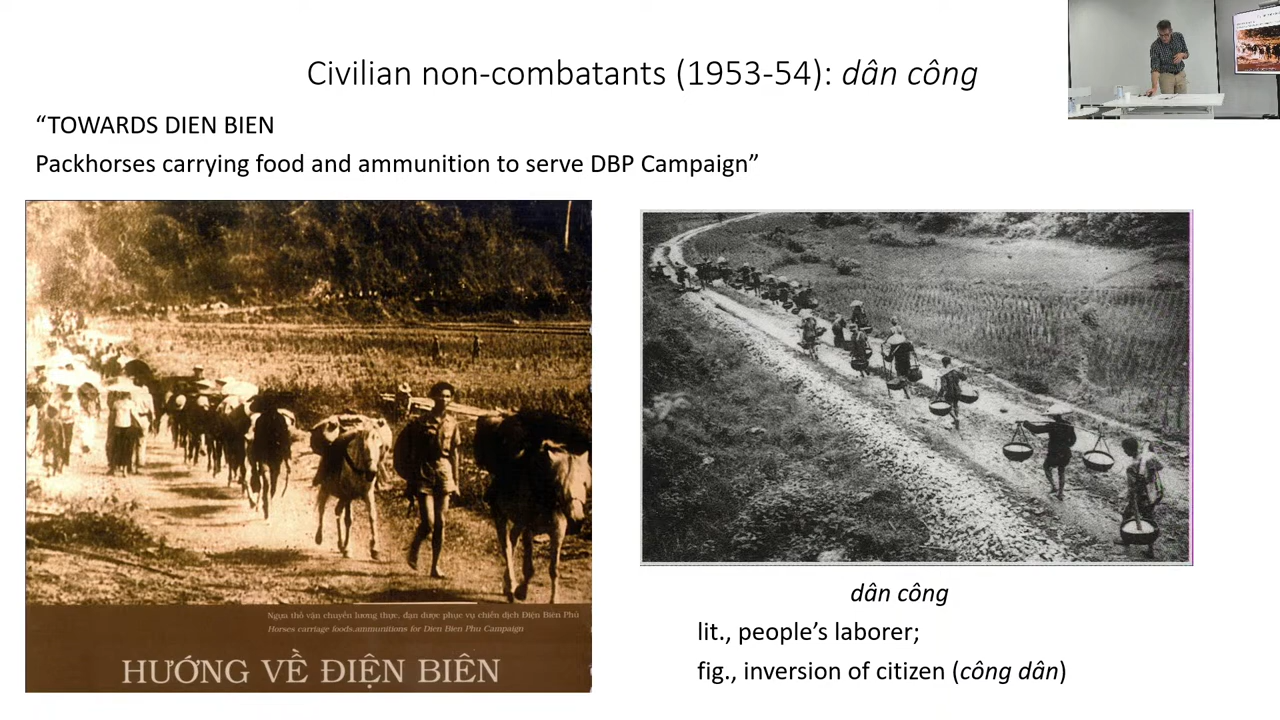 Civilian non-combatants (1953-54): dân công
“TOWARDS DIEN BIEN
Packhorses carrying food and ammunition to serve DBP Campaign”
Ngựa thồ vận chuyển lương thực, đạn dược phục vụ chiến dịch Điện Biên Phủ
Horses carriage foods.ammunitions for Dien Bien Phu Campaign
HƯỚNG VỀ ĐIỆN BIÊN
dân công
lit., people’s laborer;
fig., inversion of citizen (công dân)